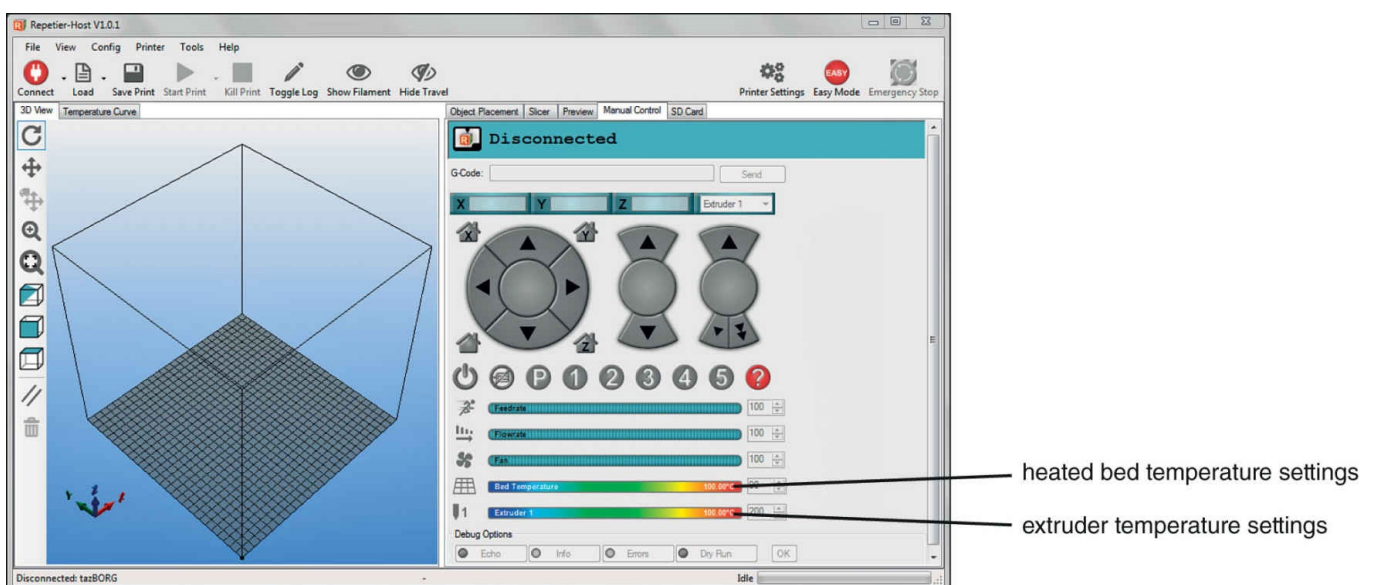 Repetier-Host V1.0.1
File View Config Printer Tools Help
Connect Load Save Print Start Print Kill Print Toggle Log Show Filament Hide Travel Printer Settings Easy Mode Emergency Stop
EASY
3D View Temperature Curve
Object Placement Slicer Preview Manual Control SD Card
Disconnected
G-Code: Send
X Y Z Extruder 1
X Y
Z
P 1 2 3 4 5 ?
Feedrate 100
Flowrate 100
Fan 100
Bed Temperature 100.00°C
heated bed temperature settings
1 Extruder 1 100.00°C 200
extruder temperature settings
Debug Options
Echo Info Errors Dry Run OK
Disconnected: tazBORG - Idle